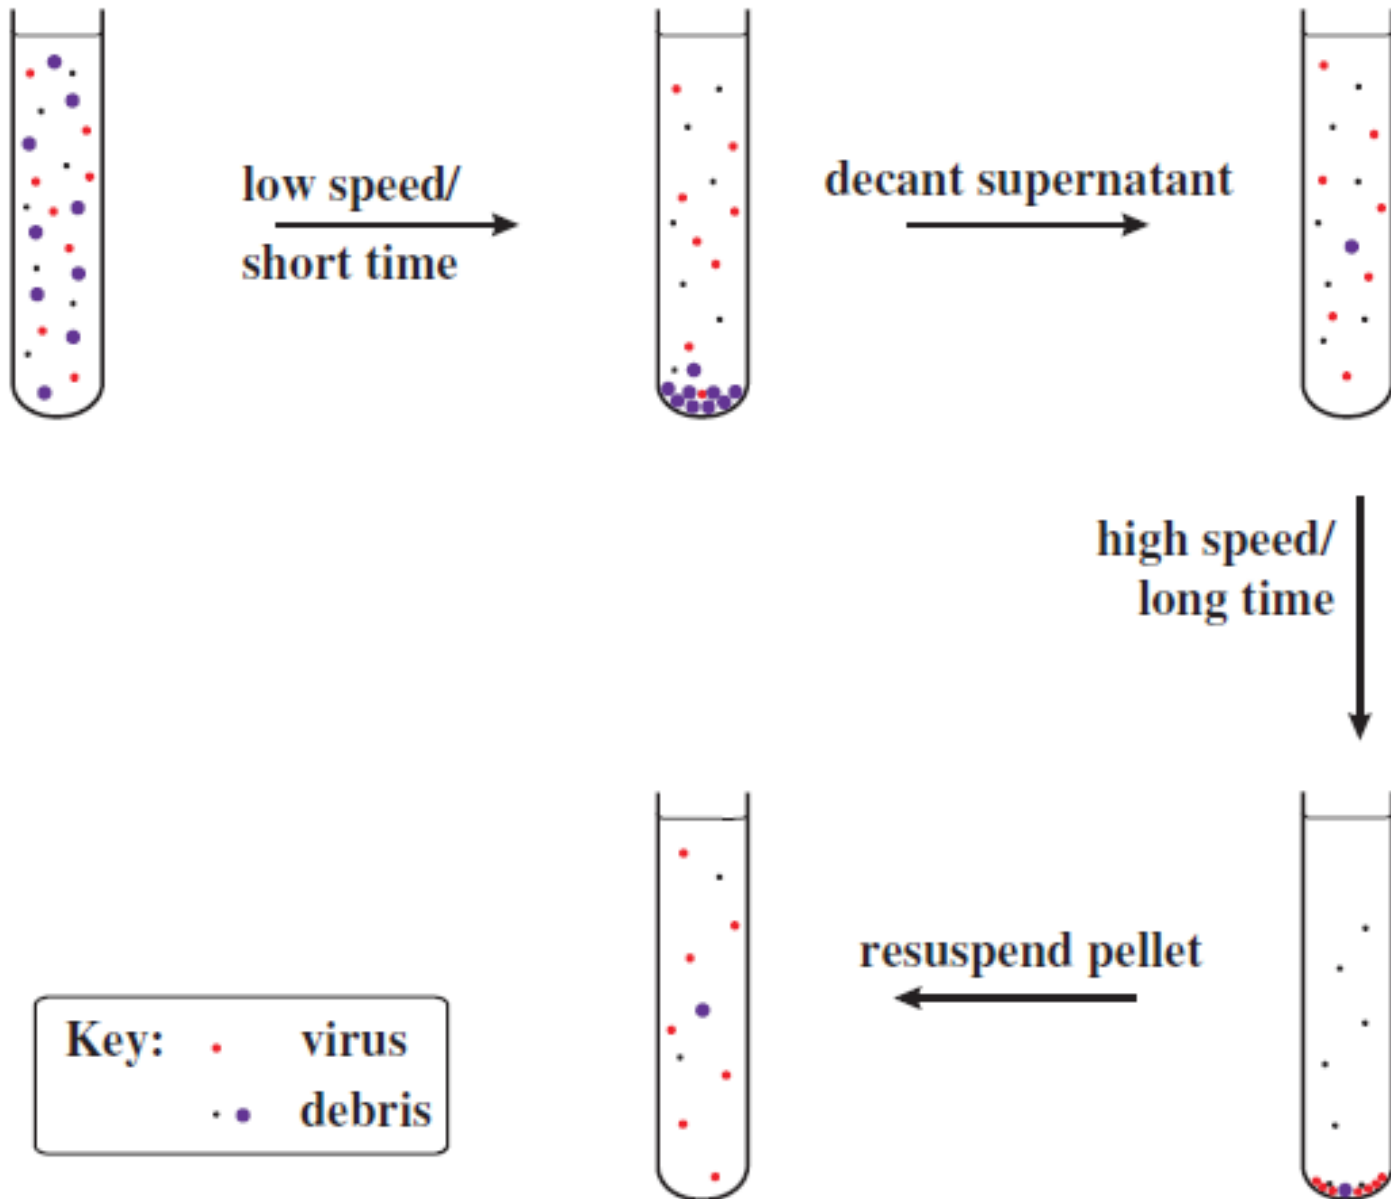 low speed/
short time
decant supernatant
high speed/
long time
resuspend pellet
Key:
virus
debris